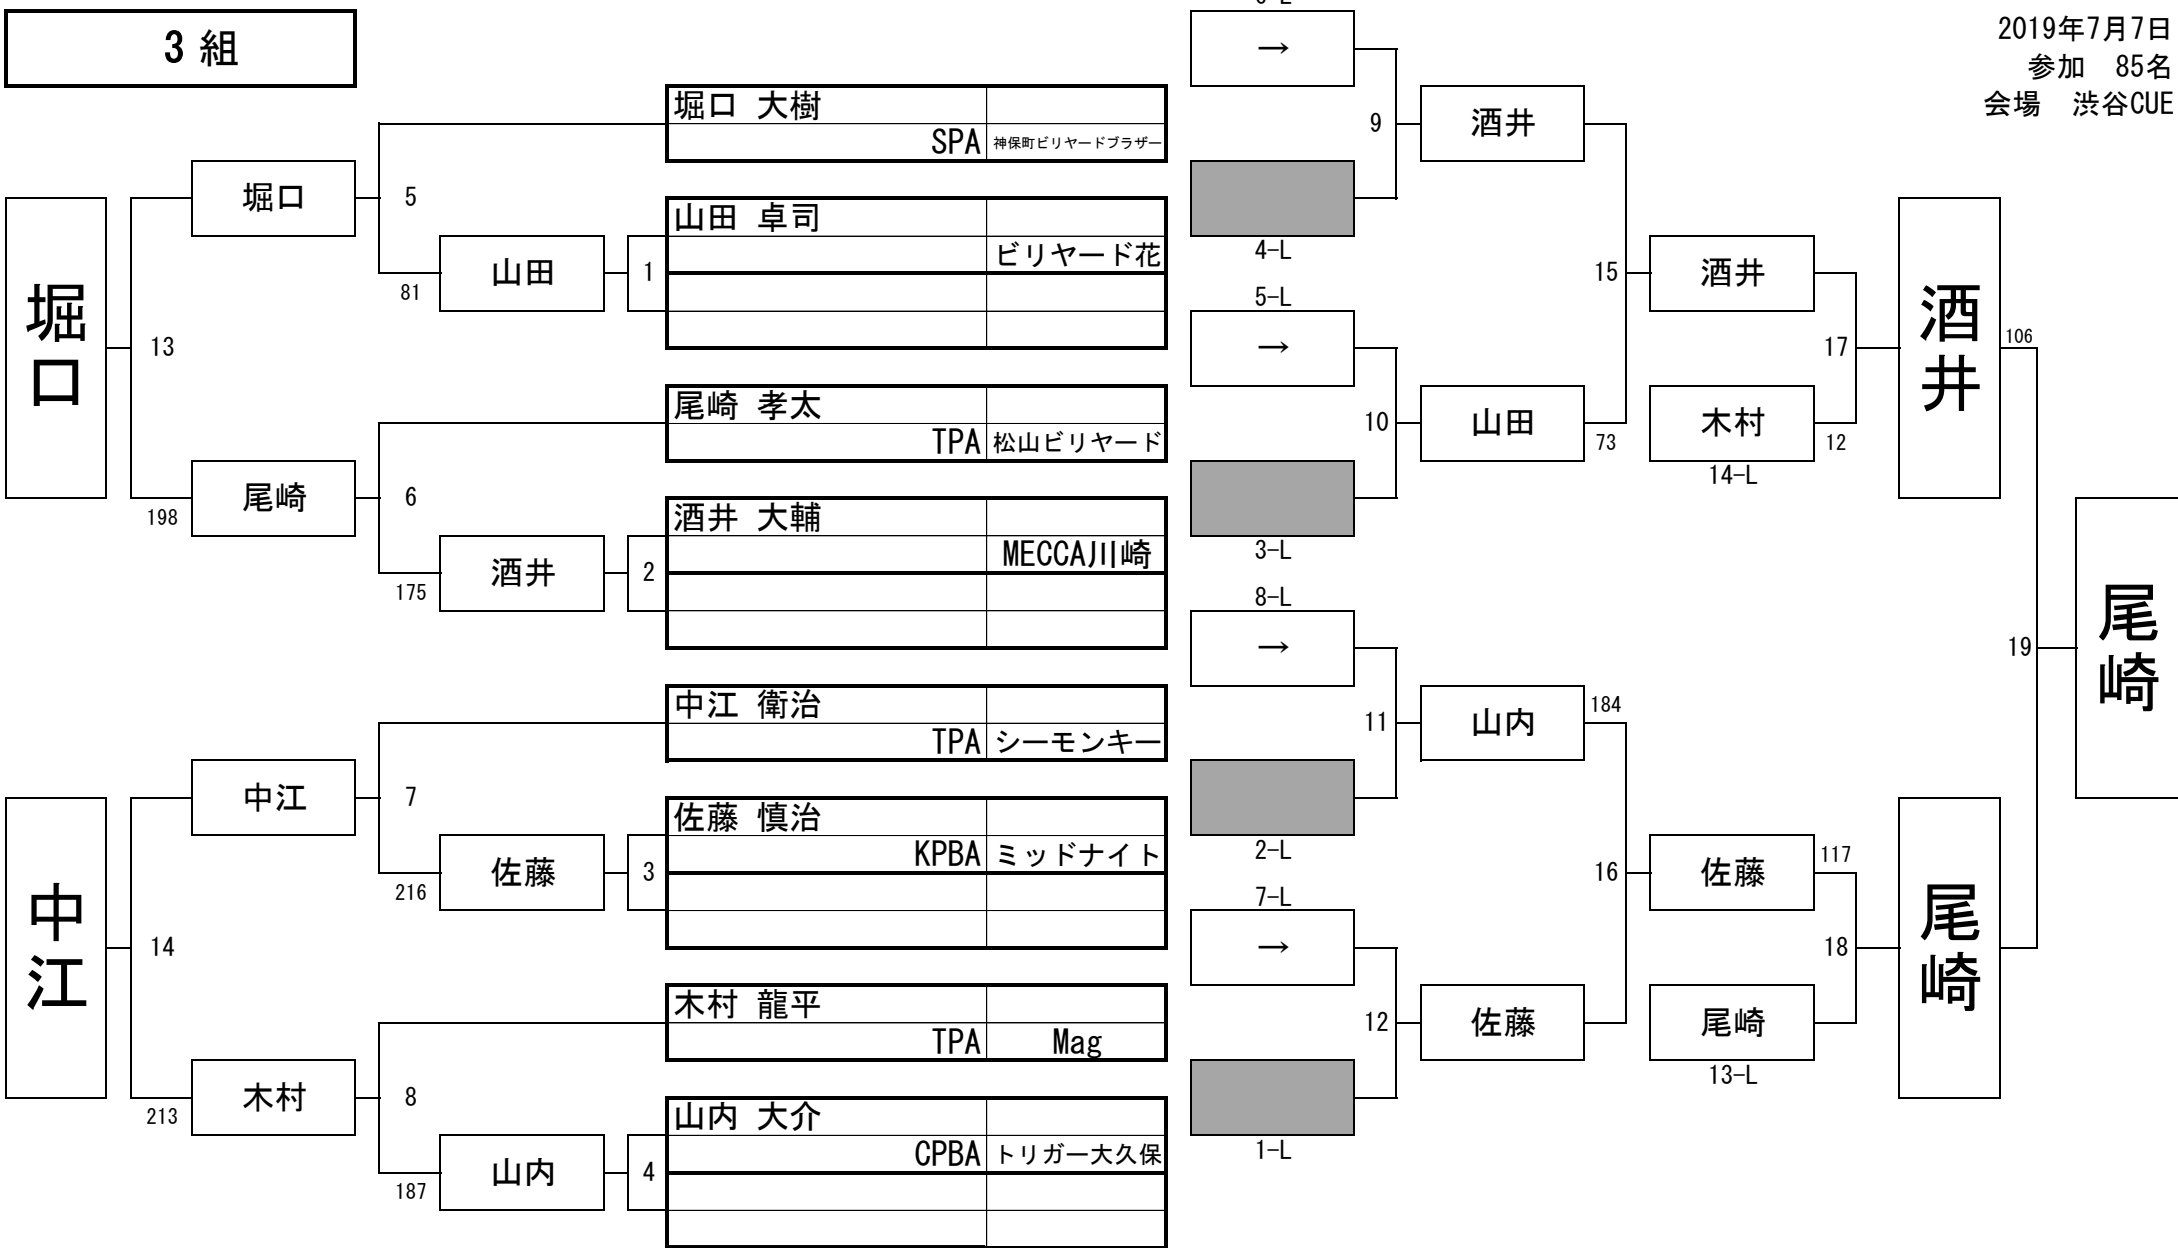 3 組
2019年7月7日
参加 85名
会場 渋谷CUE
堀口 大樹
SPA 神保町ビリヤードブラザー
山田 卓司
ビリヤード花
尾崎 孝太
TPA 松山ビリヤード
酒井 大輔
MECCA川崎
中江 衛治
TPA シーモンキー
佐藤 慎治
KPBA ミッドナイト
木村 龍平
TPA Mag
山内 大介
CPBA トリガー大久保
堀口
13
198
堀口
5
81
山田
1
尾崎
6
175
酒井
2
中江
14
213
中江
7
216
佐藤
3
木村
8
187
山内
4
→
9
酒井
4-L
5-L
→
10
山田
73
3-L
8-L
→
11
山内
184
2-L
7-L
→
12
佐藤
1-L
15
酒井
17
木村
12
14-L
16
佐藤
117
18
尾崎
13-L
酒井
106
尾崎
19
尾崎